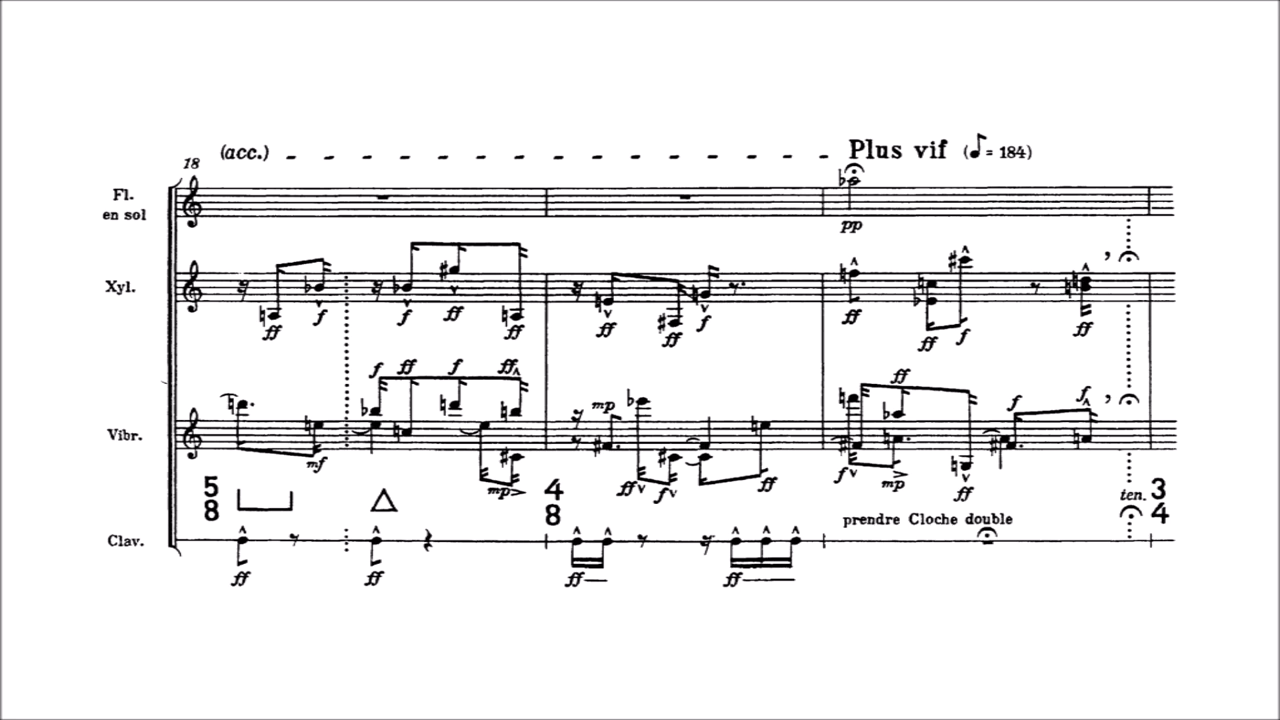 18
(acc.)
Plus vif (♪= 184)
Fl.
en sol
pp
Xyl.
ff f f ff ff ff ff f ff ff f ff
f ff f ff mp ff f f
Vibr.
mf mp ff f ff f mp ff
5
8
4
8
ten. 3
4
prendre Cloche double
Clav.
ff ff ff ff